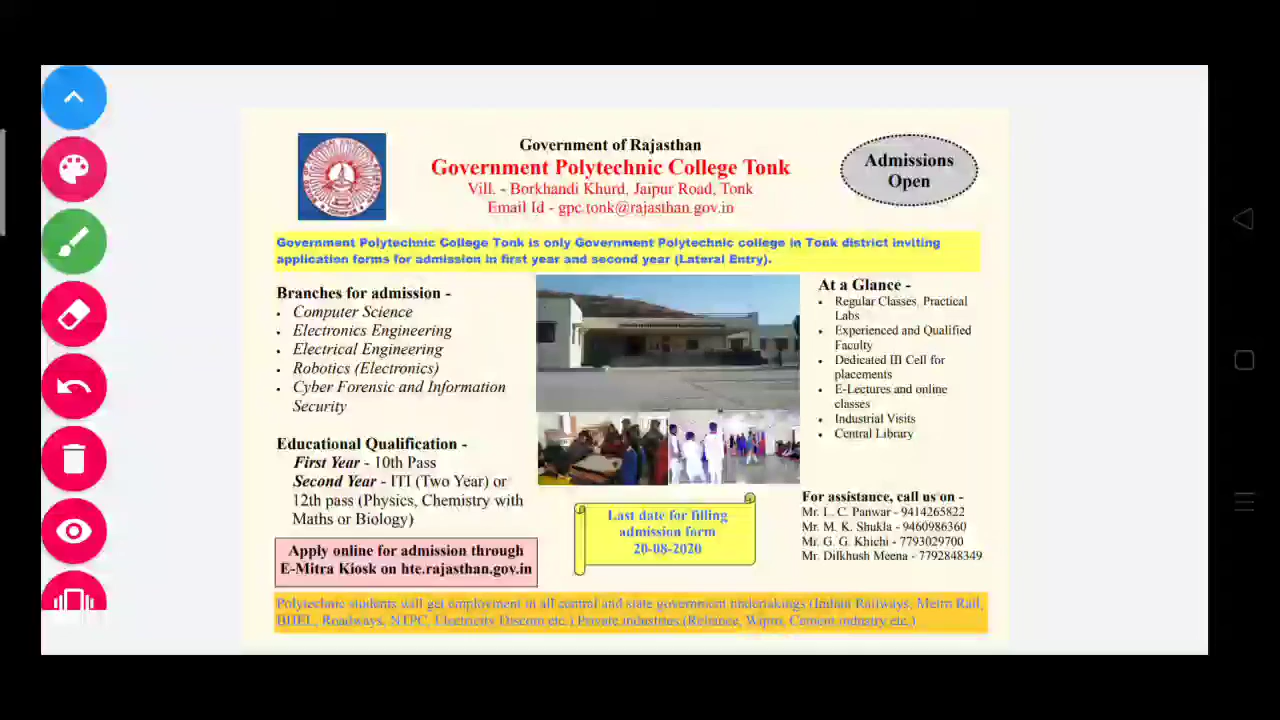 Government of Rajasthan
Government Polytechnic College Tonk
Vill. - Borkhandi Khurd, Jaipur Road, Tonk
Email Id - gpc.tonk@rajasthan.gov.in
Admissions
Open
Government Polytechnic College Tonk is only Government Polytechnic college in Tonk district inviting
application forms for admission in first year and second year (Lateral Entry).
Branches for admission -
• Computer Science
• Electronics Engineering
• Electrical Engineering
• Robotics (Electronics)
• Cyber Forensic and Information
Security
Educational Qualification -
First Year - 10th Pass
Second Year - ITI (Two Year) or
12th pass (Physics, Chemistry with
Maths or Biology)
Apply online for admission through
E-Mitra Kiosk on hte.rajasthan.gov.in
Last date for filling
admission form
20-08-2020
At a Glance -
• Regular Classes, Practical
Labs
• Experienced and Qualified
Faculty
• Dedicated III Cell for
placements
• E-Lectures and online
classes
• Industrial Visits
• Central Library
For assistance, call us on -
Mr. L. C. Panwar - 9414265822
Mr. M. K. Shukla - 9460986360
Mr. G. G. Khichi - 7793029700
Mr. Dilkhush Meena - 7792848349
Polytechnic students will get employment in all central and state government undertakings (Indian Railways, Metro Rail,
BHEL, Roadways, NTPC, Electricity Discom etc.) Private industries (Reliance, Wipro, Cement industry etc.)